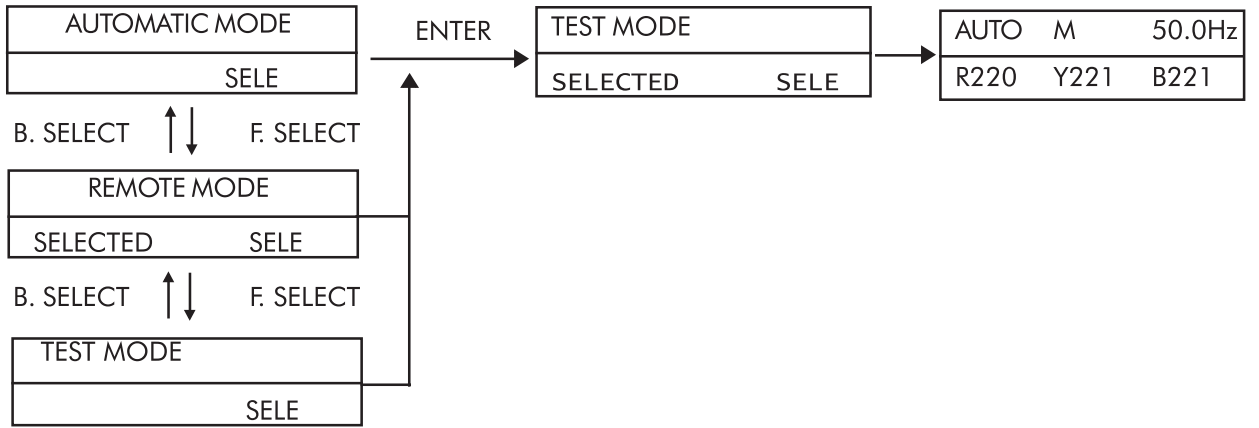 AUTOMATIC MODE
SELE
ENTER
TEST MODE
SELECTED SELE
AUTO M 50.0Hz
R220 Y221 B221
B. SELECT F. SELECT
REMOTE MODE
SELECTED SELE
B. SELECT F. SELECT
TEST MODE
SELE